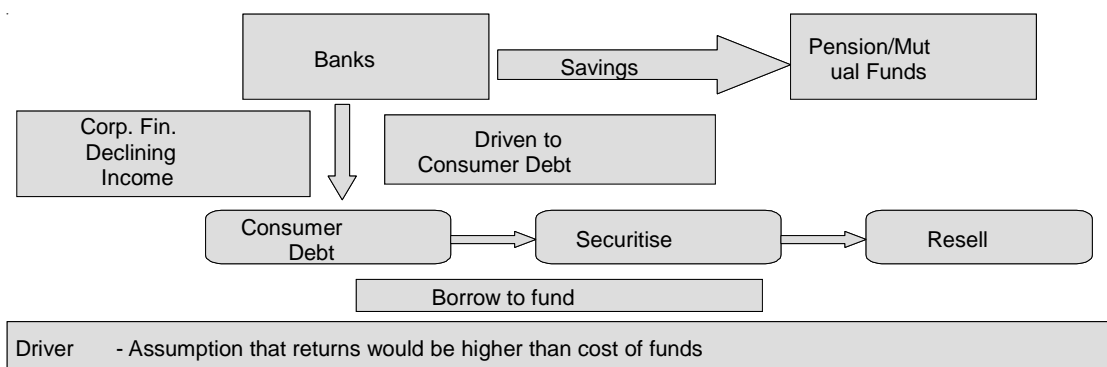 Banks
Savings
Pension/Mut
ual Funds
Corp. Fin.
Declining
Income
Driven to
Consumer Debt
Consumer
Debt
Securitise
Resell
Borrow to fund
Driver - Assumption that returns would be higher than cost of funds